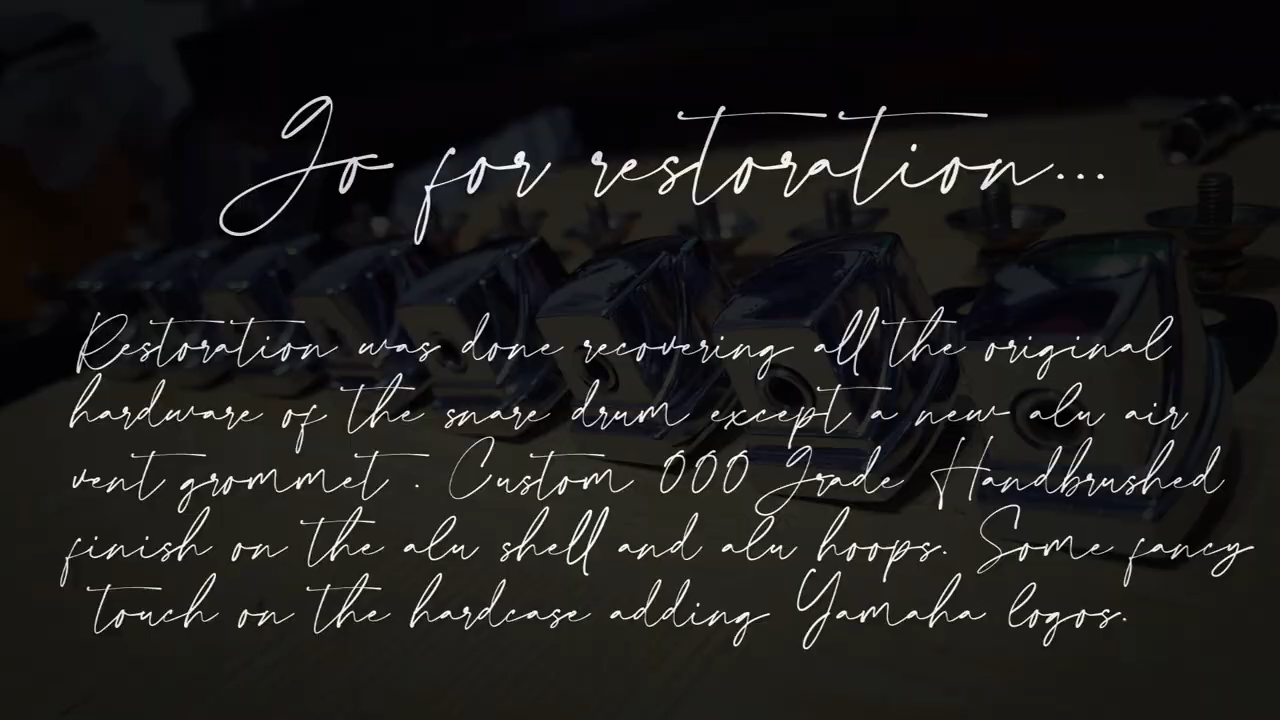 Go for restoration...
Restoration was done recovering all the original
hardware of the snare drum except a new alu air
vent grommet . Custom 000 Grade Handbrushed
finish on the alu shell and alu hoops. Some fancy
touch on the hardcase adding Yamaha logos.